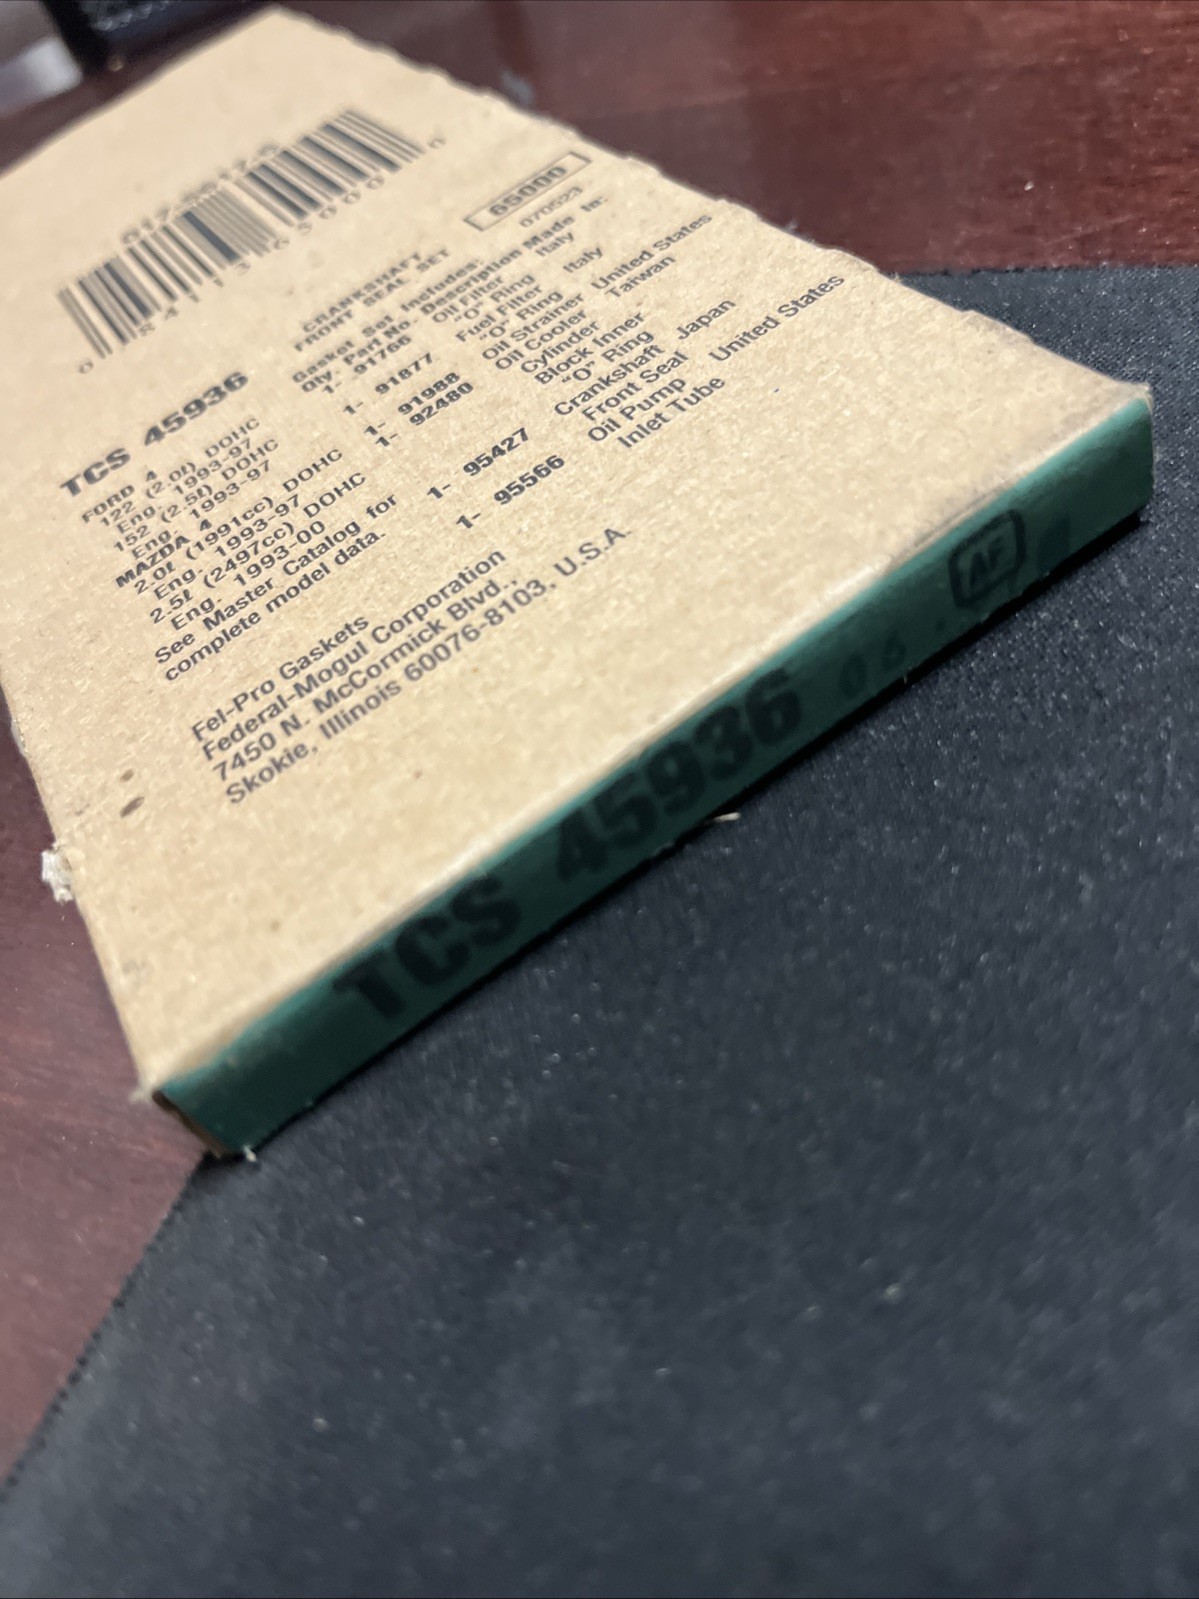 0 84113 63000 0
TCS 45936
FORD 4
122 (2.0ℓ) DOHC
Eng. 1993-97
152 (2.5ℓ) DOHC
Eng. 1993-97
MAZDA 4
2.0ℓ (1991cc) DOHC
Eng. 1993-97
2.5ℓ (2497cc) DOHC
Eng. 1993-00
See Master Catalog for
complete model data.
CRANKSHAFT
FRONT SEAL SET
65000
070523
Gasket Set Includes:
Qty. Part No. Description Made in:
1- 91766 Oil Filter Italy
"O" Ring
1- 91877 Fuel Filter Italy
"O" Ring
1- 91988 Oil Strainer United States
1- 92480 Oil Cooler Taiwan
Cylinder
Block Inner
"O" Ring
1- 95427 Crankshaft Japan
Front Seal
1- 95566 Oil Pump United States
Inlet Tube
Fel-Pro Gaskets
Federal-Mogul Corporation
7450 N. McCormick Blvd.,
Skokie, Illinois 60076-8103, U.S.A.
TCS 45936
AF